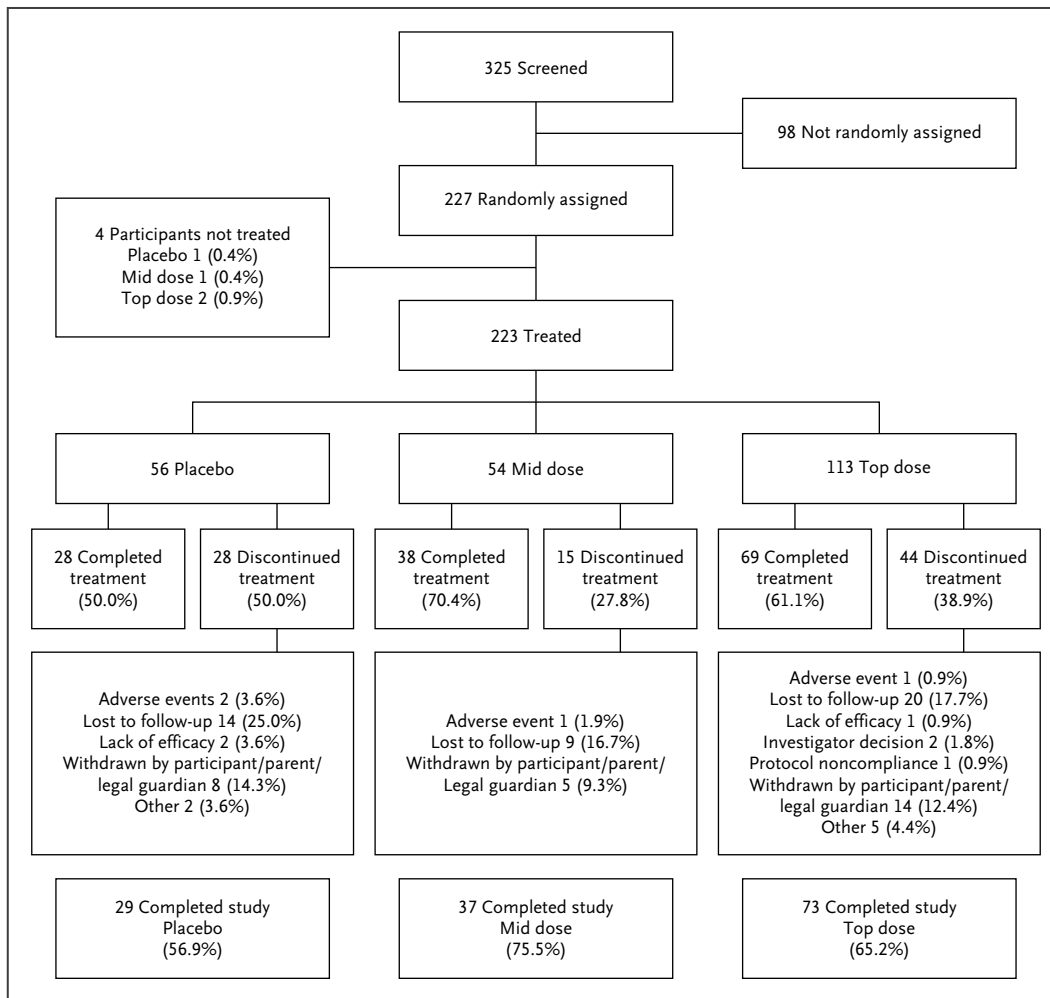 325 Screened
98 Not randomly assigned
227 Randomly assigned
4 Participants not treated
Placebo 1 (0.4%)
Mid dose 1 (0.4%)
Top dose 2 (0.9%)
223 Treated
56 Placebo
54 Mid dose
113 Top dose
28 Completed
treatment
(50.0%)
28 Discontinued
treatment
(50.0%)
38 Completed
treatment
(70.4%)
15 Discontinued
treatment
(27.8%)
69 Completed
treatment
(61.1%)
44 Discontinued
treatment
(38.9%)
Adverse events 2 (3.6%)
Lost to follow-up 14 (25.0%)
Lack of efficacy 2 (3.6%)
Withdrawn by participant/parent/
legal guardian 8 (14.3%)
Other 2 (3.6%)
Adverse event 1 (1.9%)
Lost to follow-up 9 (16.7%)
Withdrawn by participant/parent/
Legal guardian 5 (9.3%)
Adverse event 1 (0.9%)
Lost to follow-up 20 (17.7%)
Lack of efficacy 1 (0.9%)
Investigator decision 2 (1.8%)
Protocol noncompliance 1 (0.9%)
Withdrawn by participant/parent/
legal guardian 14 (12.4%)
Other 5 (4.4%)
29 Completed study
Placebo
(56.9%)
37 Completed study
Mid dose
(75.5%)
73 Completed study
Top dose
(65.2%)